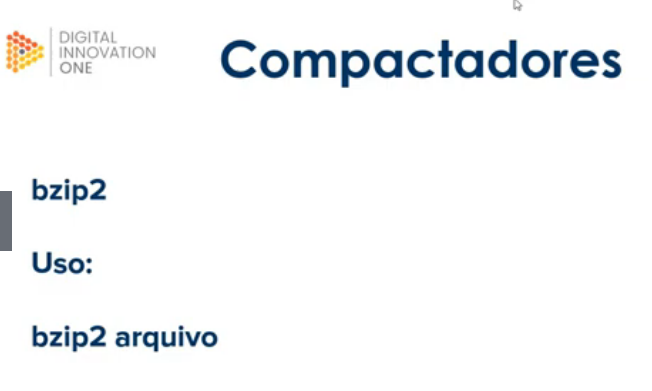 DIGITAL
INNOVATION
ONE
Compactadores
bzip2
Uso:
bzip2 arquivo